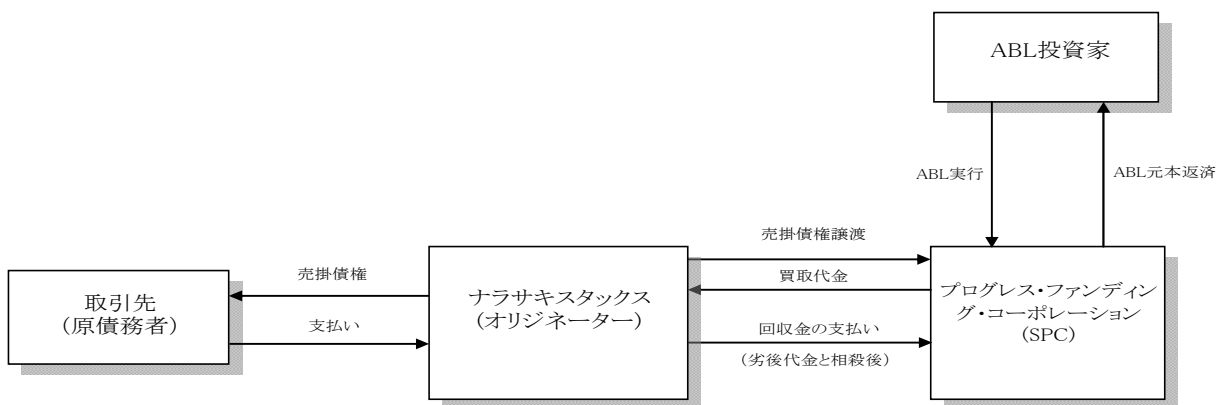 ABL投資家
ABL実行
ABL元本返済
売掛債権譲渡
買取代金
売掛債権
取引先
(原債務者)
支払い
ナラサキスタックス
(オリジネーター)
回収金の支払い
(劣後代金と相殺後)
プログレス・ファンディン
グ・コーポレーション
(SPC)